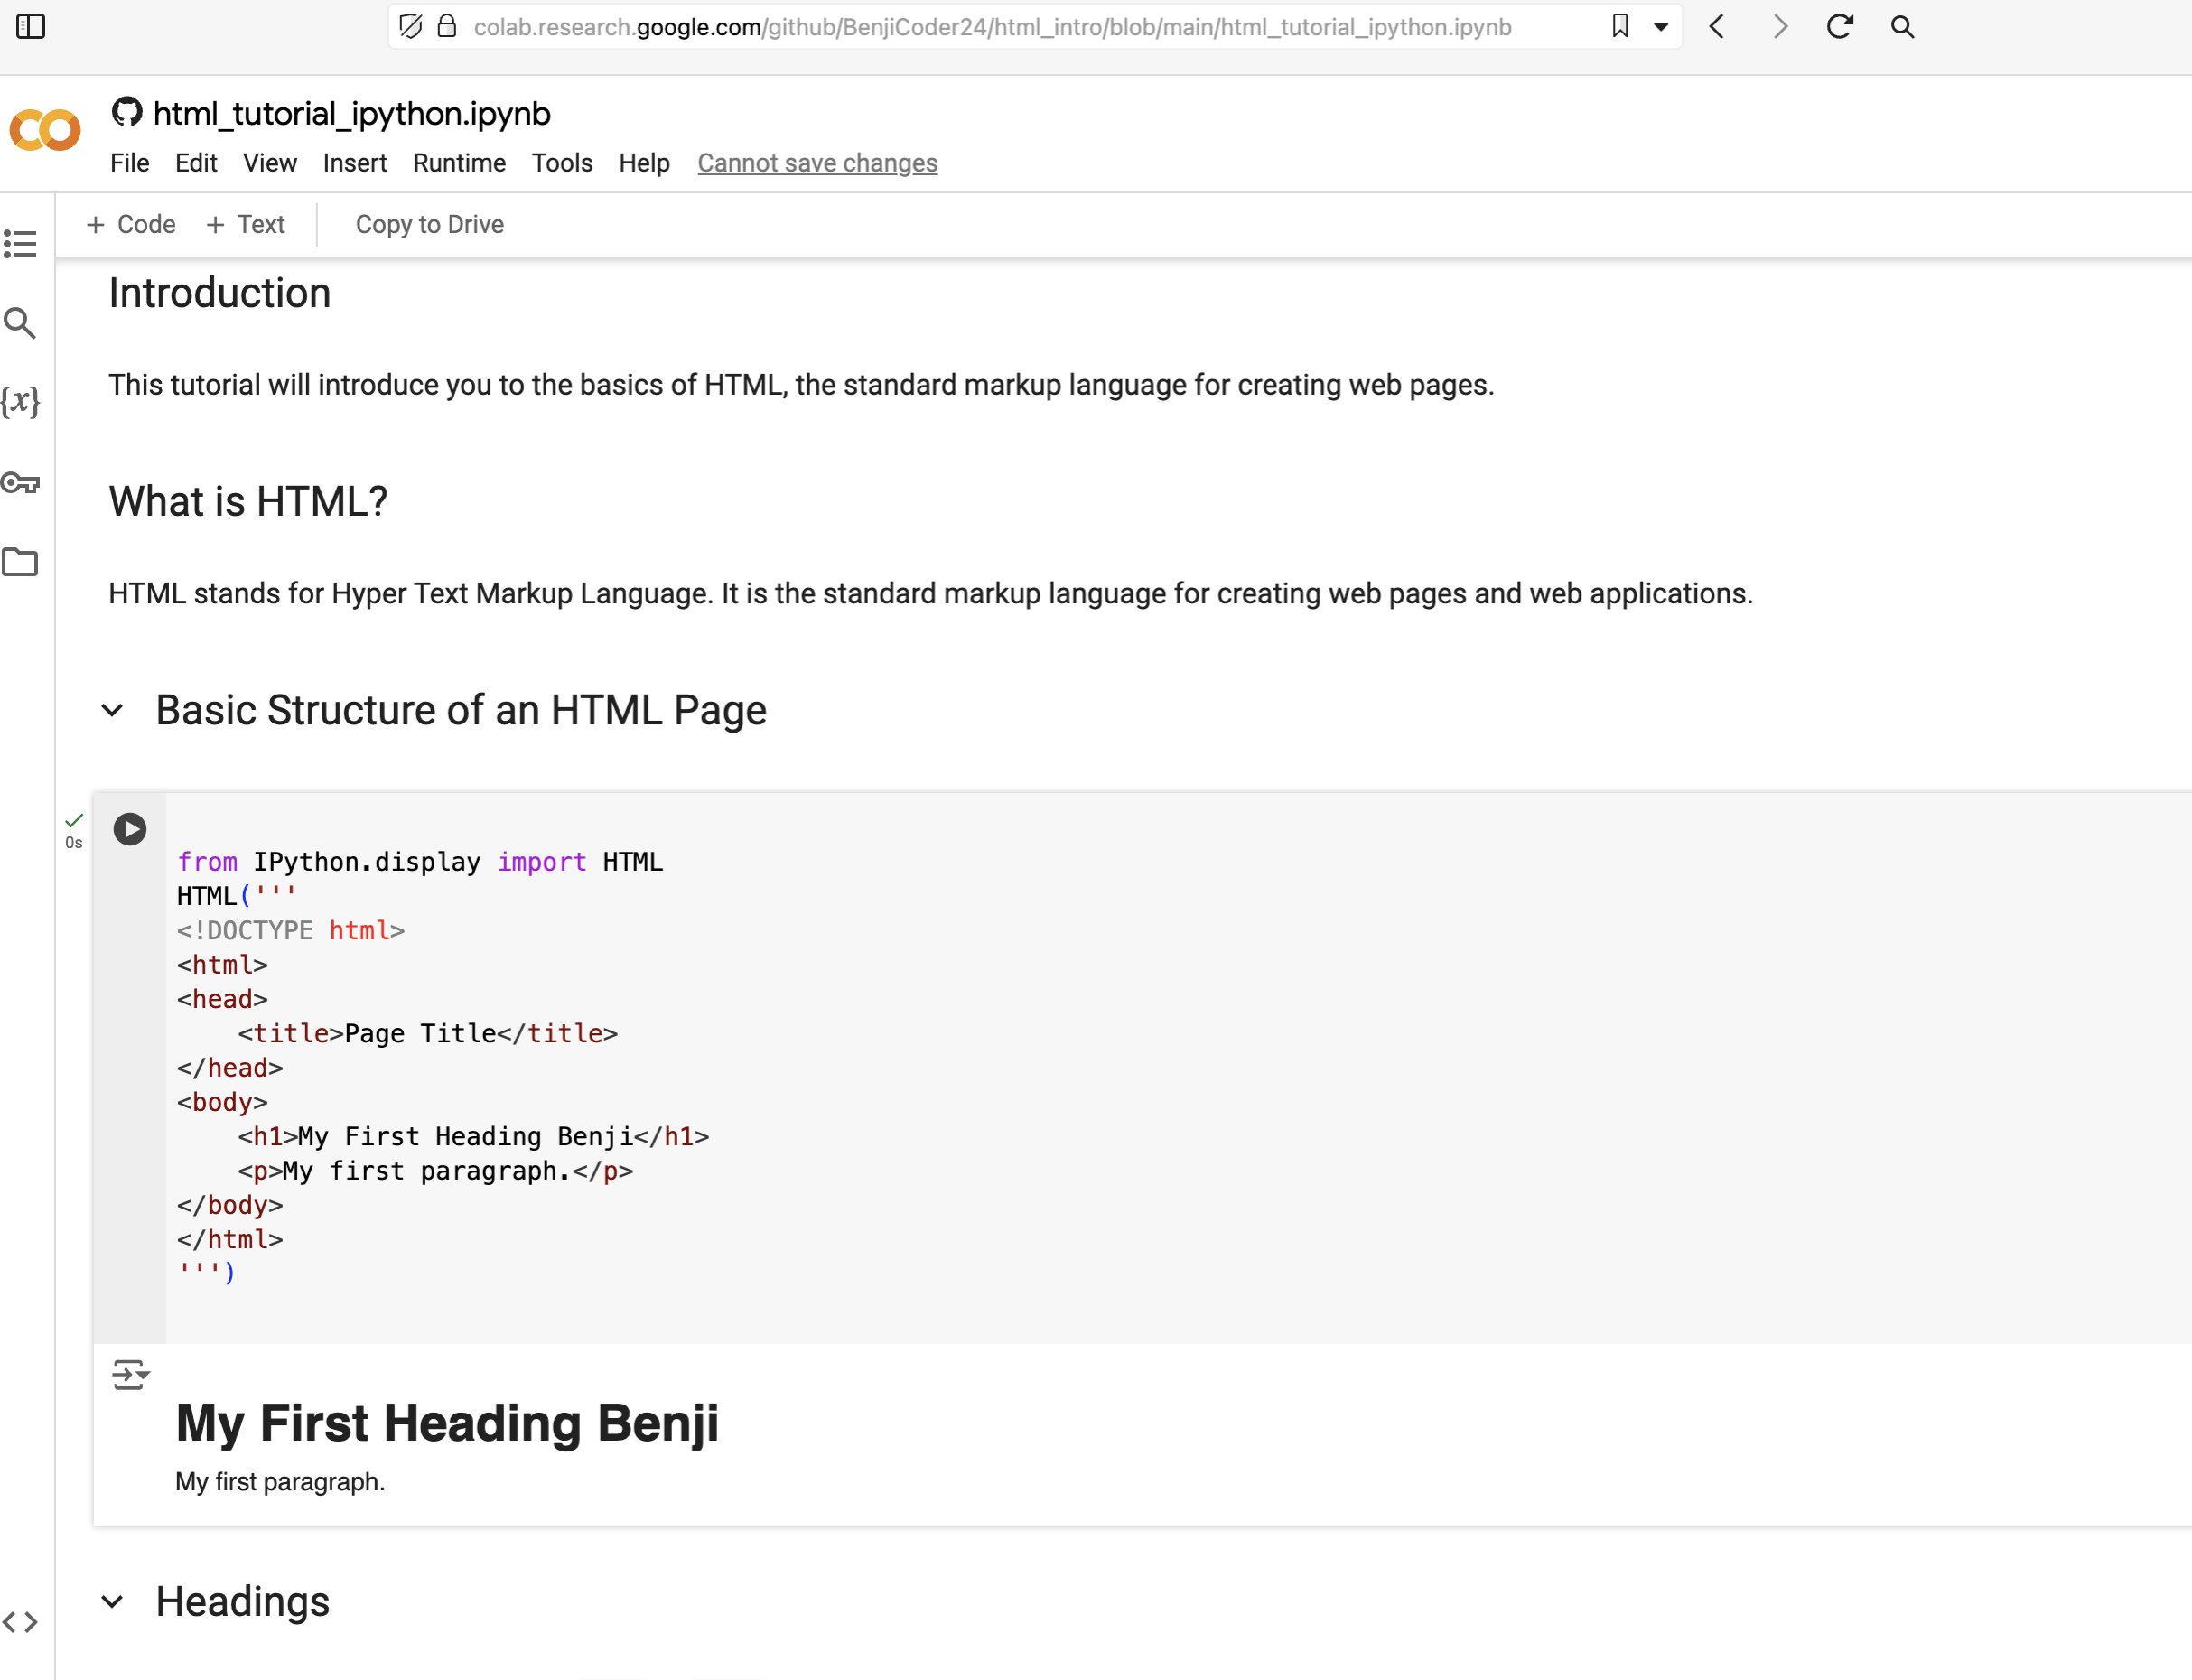 colab.research.google.com/github/BenjiCoder24/html_intro/blob/main/html_tutorial_ipython.ipynb
html_tutorial_ipython.ipynb
File Edit View Insert Runtime Tools Help Cannot save changes
+ Code + Text Copy to Drive
Introduction
This tutorial will introduce you to the basics of HTML, the standard markup language for creating web pages.
{x}
What is HTML?
HTML stands for Hyper Text Markup Language. It is the standard markup language for creating web pages and web applications.
Basic Structure of an HTML Page
0s
from IPython.display import HTML
HTML('''
<!DOCTYPE html>
<html>
<head>
    <title>Page Title</title>
</head>
<body>
    <h1>My First Heading Benji</h1>
    <p>My first paragraph.</p>
</body>
</html>
''')
My First Heading Benji
My first paragraph.
Headings